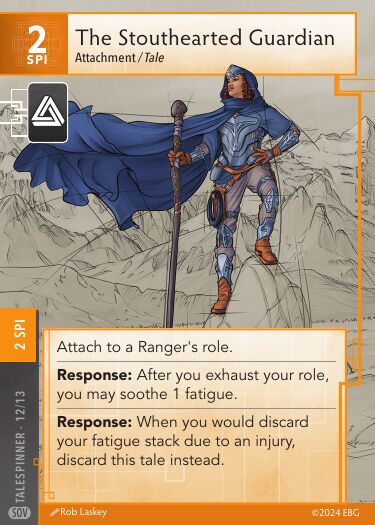 2
SPI
The Stouthearted Guardian
Attachment / Tale
2 SPI
Attach to a Ranger's role.
Response: After you exhaust your role,
you may soothe 1 fatigue.
Response: When you would discard
your fatigue stack due to an injury,
discard this tale instead.
SOV TALESPINNER - 12/13
Rob Laskey
©2024 EBG